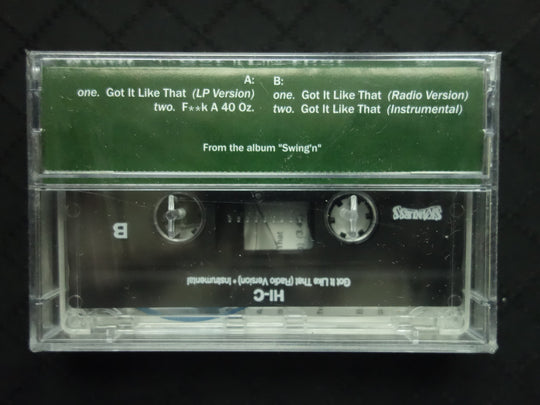 A: B:
one. Got It Like That (LP Version) one. Got It Like That (Radio Version)
two. F**k A 40 Oz. two. Got It Like That (Instrumental)
From the album "Swing'n"
B
HI-C
Got It Like That (Radio Version) * Instrumental